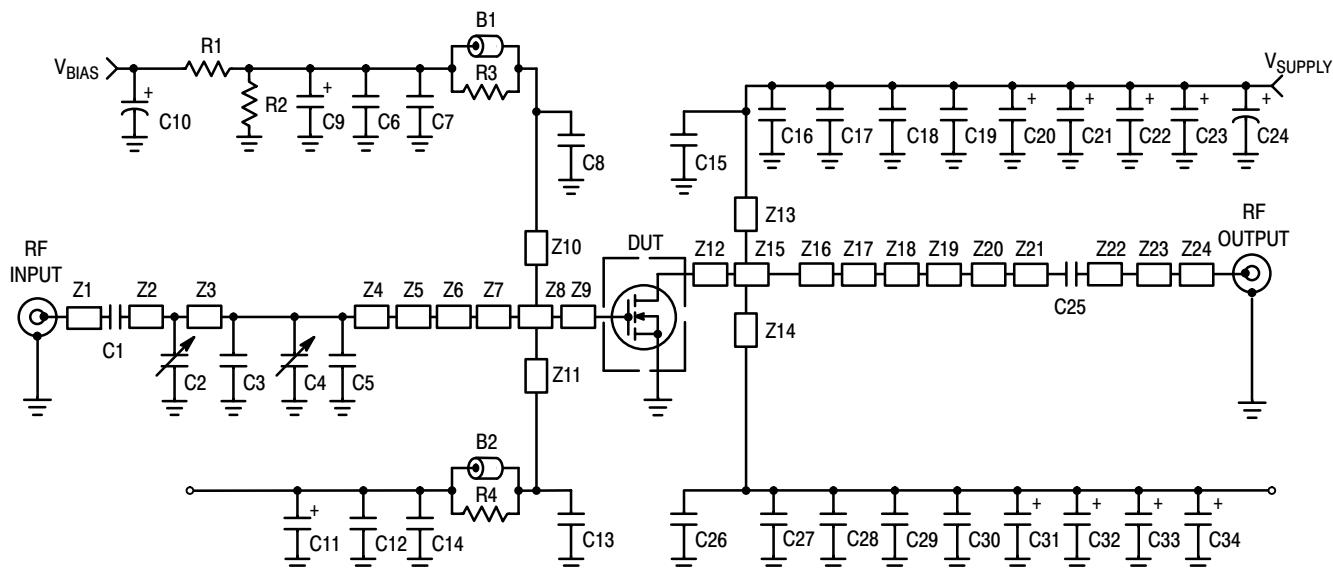 B1
R1
V_BIAS
R3
V_SUPPLY
+
R2
+
C10
C9
C6
C7
C8
C15
C16
C17
C18
C19
+
C20
+
C21
+
C22
+
C23
+
C24
Z13
RF
OUTPUT
Z10
DUT
Z12
Z15
Z16
Z17
Z18
Z19
Z20
Z21
Z22
Z23
Z24
C25
RF
INPUT
Z1
Z2
Z3
Z4
Z5
Z6
Z7
Z8
Z9
C1
Z14
Z11
C2
C3
C4
C5
B2
R4
+
C11
C12
C14
C13
C26
C27
C28
C29
C30
+
C31
+
C32
+
C33
+
C34